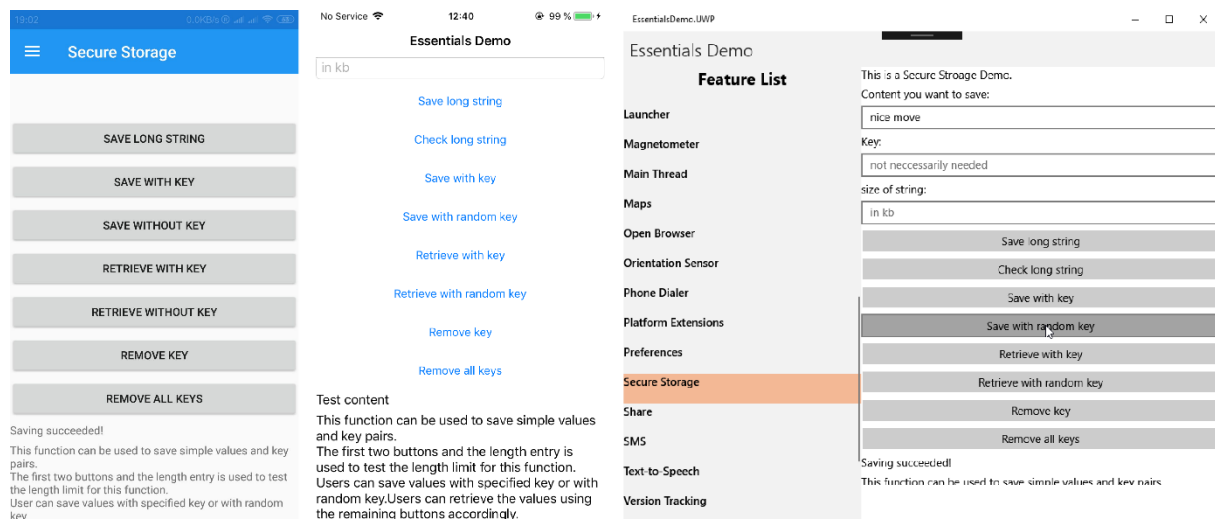 19:02 0.0KB/s
Secure Storage
SAVE LONG STRING
SAVE WITH KEY
SAVE WITHOUT KEY
RETRIEVE WITH KEY
RETRIEVE WITHOUT KEY
REMOVE KEY
REMOVE ALL KEYS
Saving succeeded!
This function can be used to save simple values and key
pairs.
The first two buttons and the length entry is used to test
the length limit for this function.
User can save values with specified key or with random
key
No Service 12:40 99 %
Essentials Demo
in kb
Save long string
Check long string
Save with key
Save with random key
Retrieve with key
Retrieve with random key
Remove key
Remove all keys
Test content
This function can be used to save simple values
and key pairs.
The first two buttons and the length entry is
used to test the length limit for this function.
Users can save values with specified key or with
random key.Users can retrieve the values using
the remaining buttons accordingly.
EssentialsDemo.UWP
Essentials Demo
Feature List
Launcher
Magnetometer
Main Thread
Maps
Open Browser
Orientation Sensor
Phone Dialer
Platform Extensions
Preferences
Secure Storage
Share
SMS
Text-to-Speech
Version Tracking
This is a Secure Stroage Demo.
Content you want to save:
nice move
Key:
not neccessarily needed
size of string:
in kb
Save long string
Check long string
Save with key
Save with random key
Retrieve with key
Retrieve with random key
Remove key
Remove all keys
Saving succeeded!
This function can be used to save simple values and key pairs